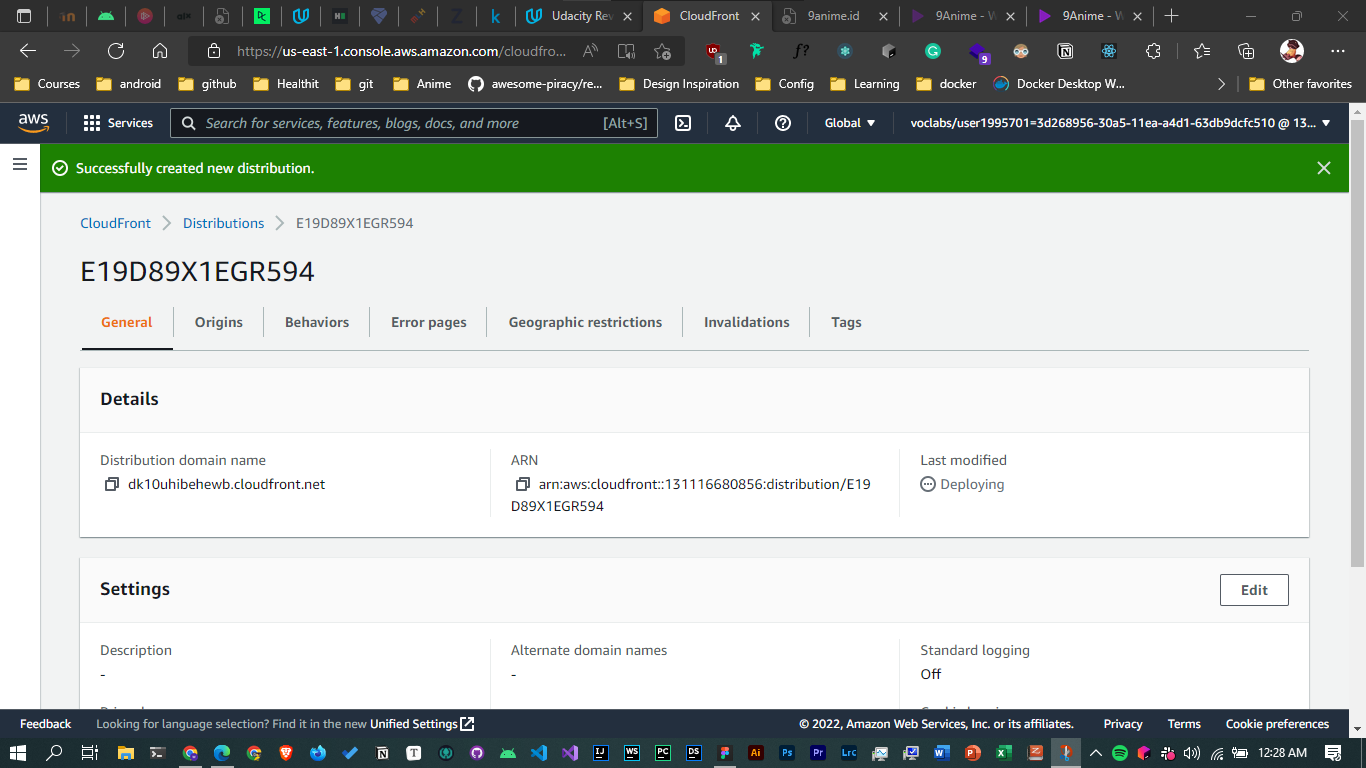 Udacity Rev
CloudFront
9anime.id
9Anime - W
9Anime - W
https://us-east-1.console.aws.amazon.com/cloudfro...
1
9
Courses
android
github
Healthit
git
Anime
awesome-piracy/re...
Design Inspiration
Config
Learning
docker
Docker Desktop W...
Other favorites
aws
Services
Search for services, features, blogs, docs, and more
[Alt+S]
Global
voclabs/user1995701=3d268956-30a5-11ea-a4d1-63db9dcfc510 @ 13...
Successfully created new distribution.
CloudFront
Distributions
E19D89X1EGR594
E19D89X1EGR594
General
Origins
Behaviors
Error pages
Geographic restrictions
Invalidations
Tags
Details
Distribution domain name
dk10uhibehewb.cloudfront.net
ARN
arn:aws:cloudfront::131116680856:distribution/E19
D89X1EGR594
Last modified
Deploying
Settings
Edit
Description
-
Alternate domain names
-
Standard logging
Off
Feedback
Looking for language selection? Find it in the new Unified Settings
© 2022, Amazon Web Services, Inc. or its affiliates.
Privacy
Terms
Cookie preferences
12:28 AM